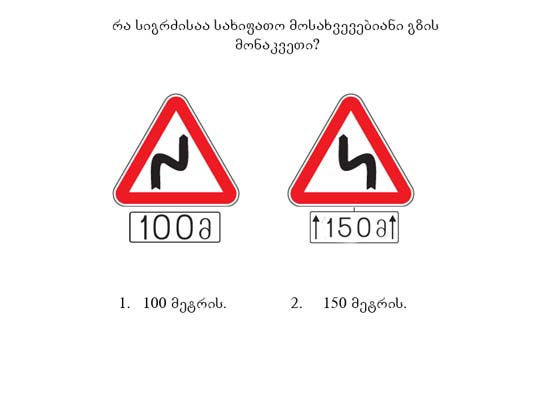 რა სიგრძისაა სახიფათო მოსახვევებიანი გზის
მონაკვეთი?
100მ
↑150მ↑
1. 100 მეტრის.
2. 150 მეტრის.